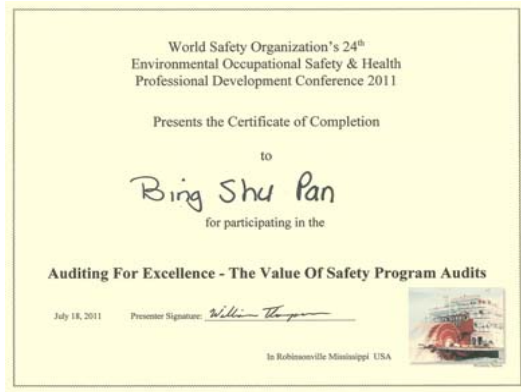 World Safety Organization's 24th
Environmental Occupational Safety & Health
Professional Development Conference 2011
Presents the Certificate of Completion
to
Bing Shu Pan
for participating in the
Auditing For Excellence - The Value Of Safety Program Audits
July 18, 2011 Presenter Signature: William
In Robinsonville Mississippi USA